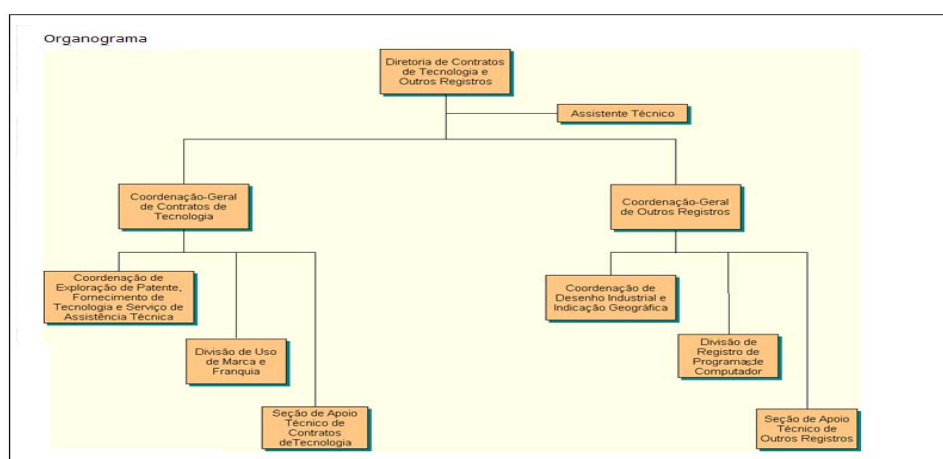 Organograma
Diretoria de Contratos
de Tecnologia e
Outros Registros
Assistente Técnico
Coordenação-Geral
de Contratos de
Tecnologia
Coordenação-Geral
de Outros Registros
Coordenação de
Exploração de Patente,
Fornecimento de
Tecnologia e Serviço de
Assistência Técnica
Coordenação de
Desenho Industrial e
Indicação Geográfica
Divisão de Uso
de Marca e
Franquia
Divisão de
Registro de
Programas de
Computador
Seção de Apoio
Técnico de
Contratos
deTecnologia
Seção de Apoio
Técnico de
Outros Registros